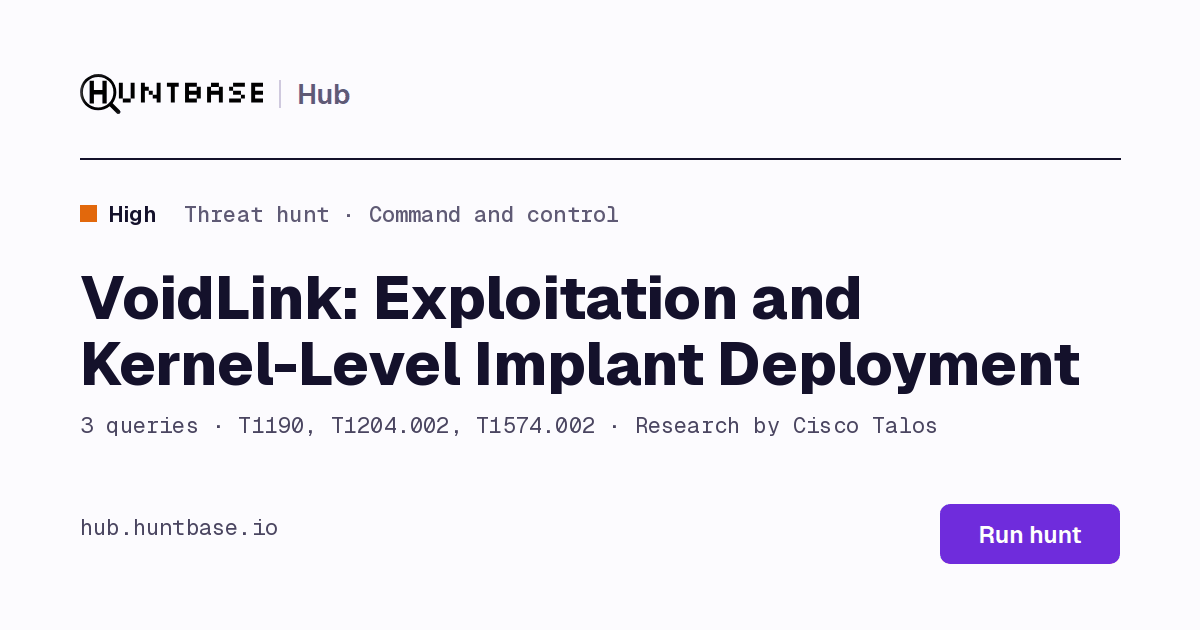 HUNTBASE | Hub
High Threat hunt · Command and control
VoidLink: Exploitation and
Kernel-Level Implant Deployment
3 queries · T1190, T1204.002, T1574.002 · Research by Cisco Talos
hub.huntbase.io
Run hunt